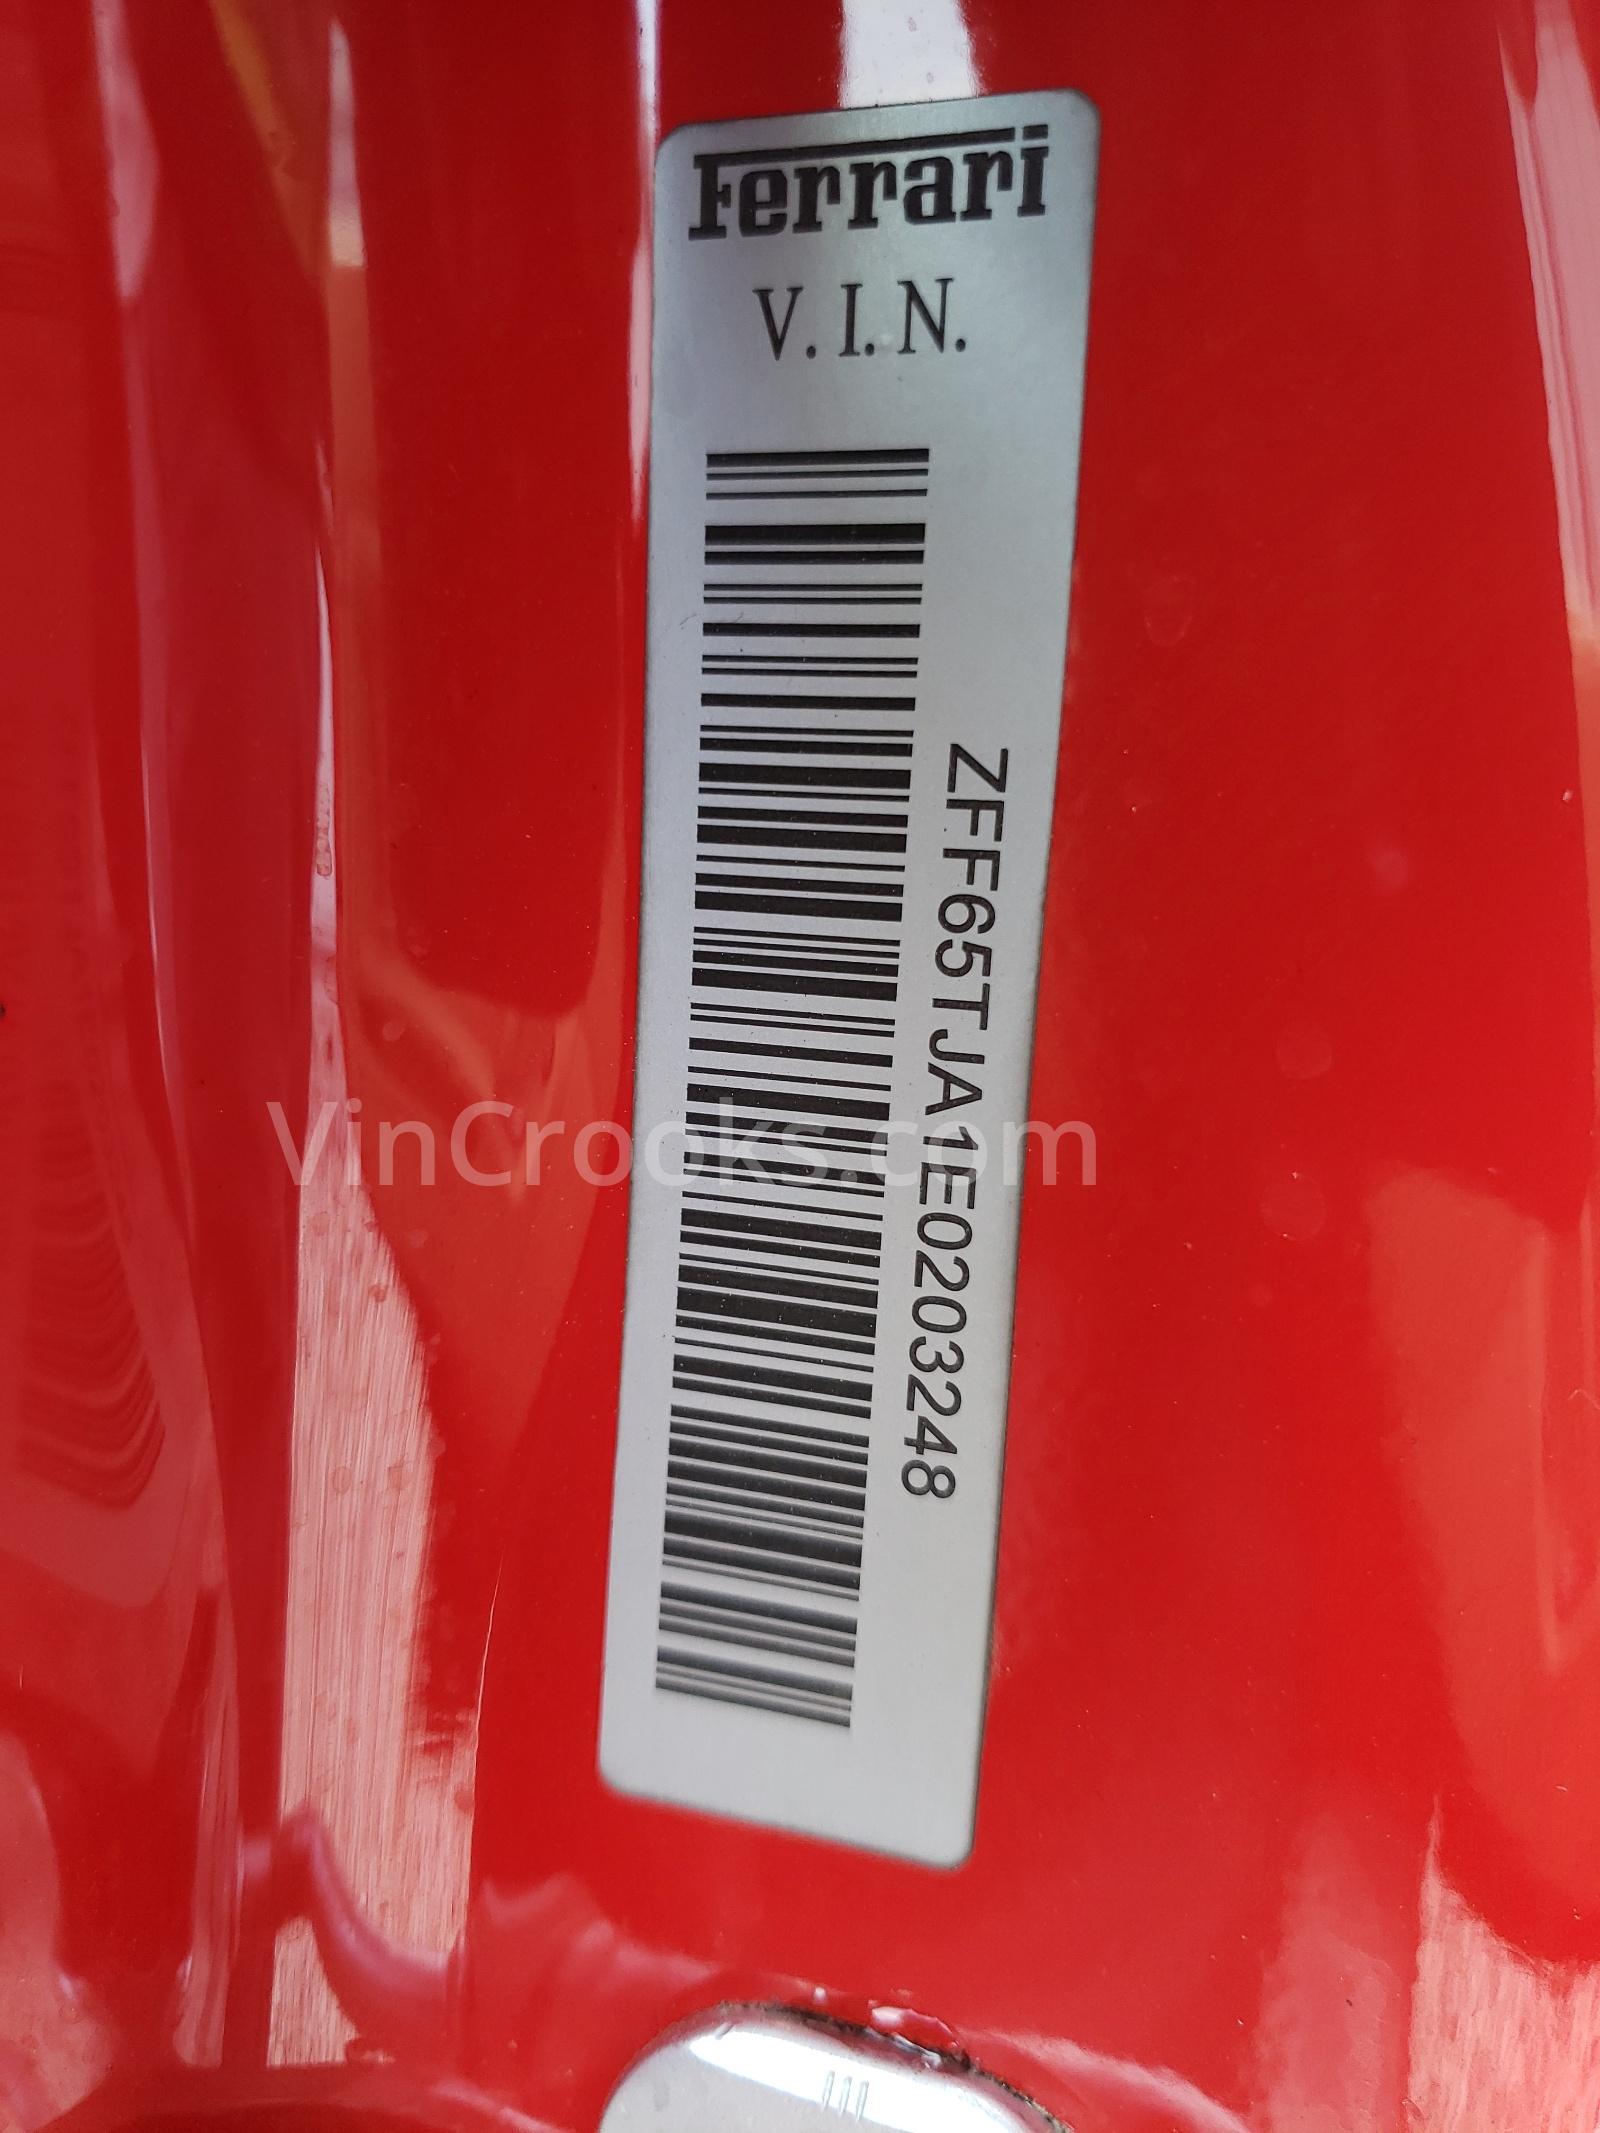 Ferrari
V. I. N.
ZFF65TJA1E0203248
VinCrooks.com